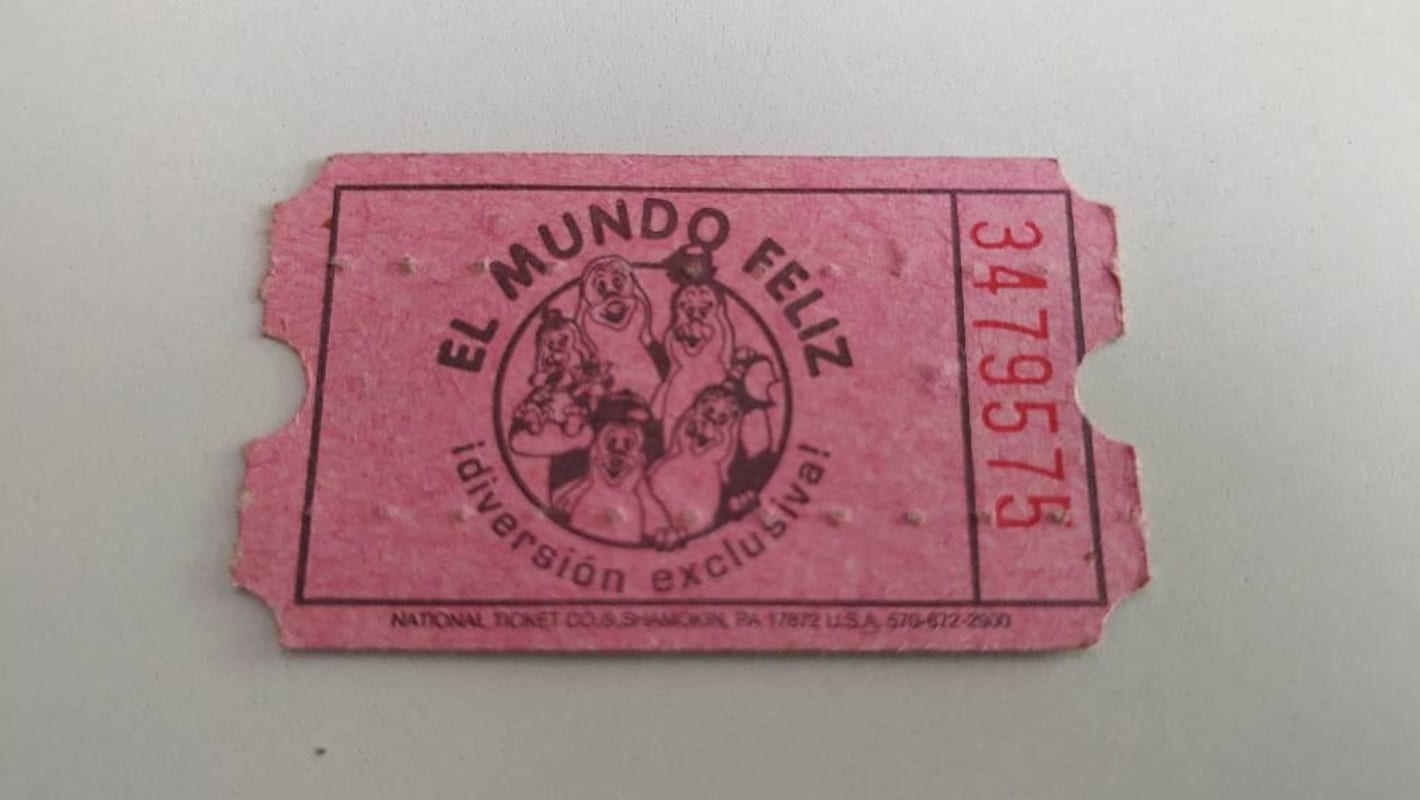 EL MUNDO FELIZ
¡diversión exclusiva!
3479575
NATIONAL TICKET CO. S. SHAMOKIN, PA 17872 U.S.A. 570-672-2900